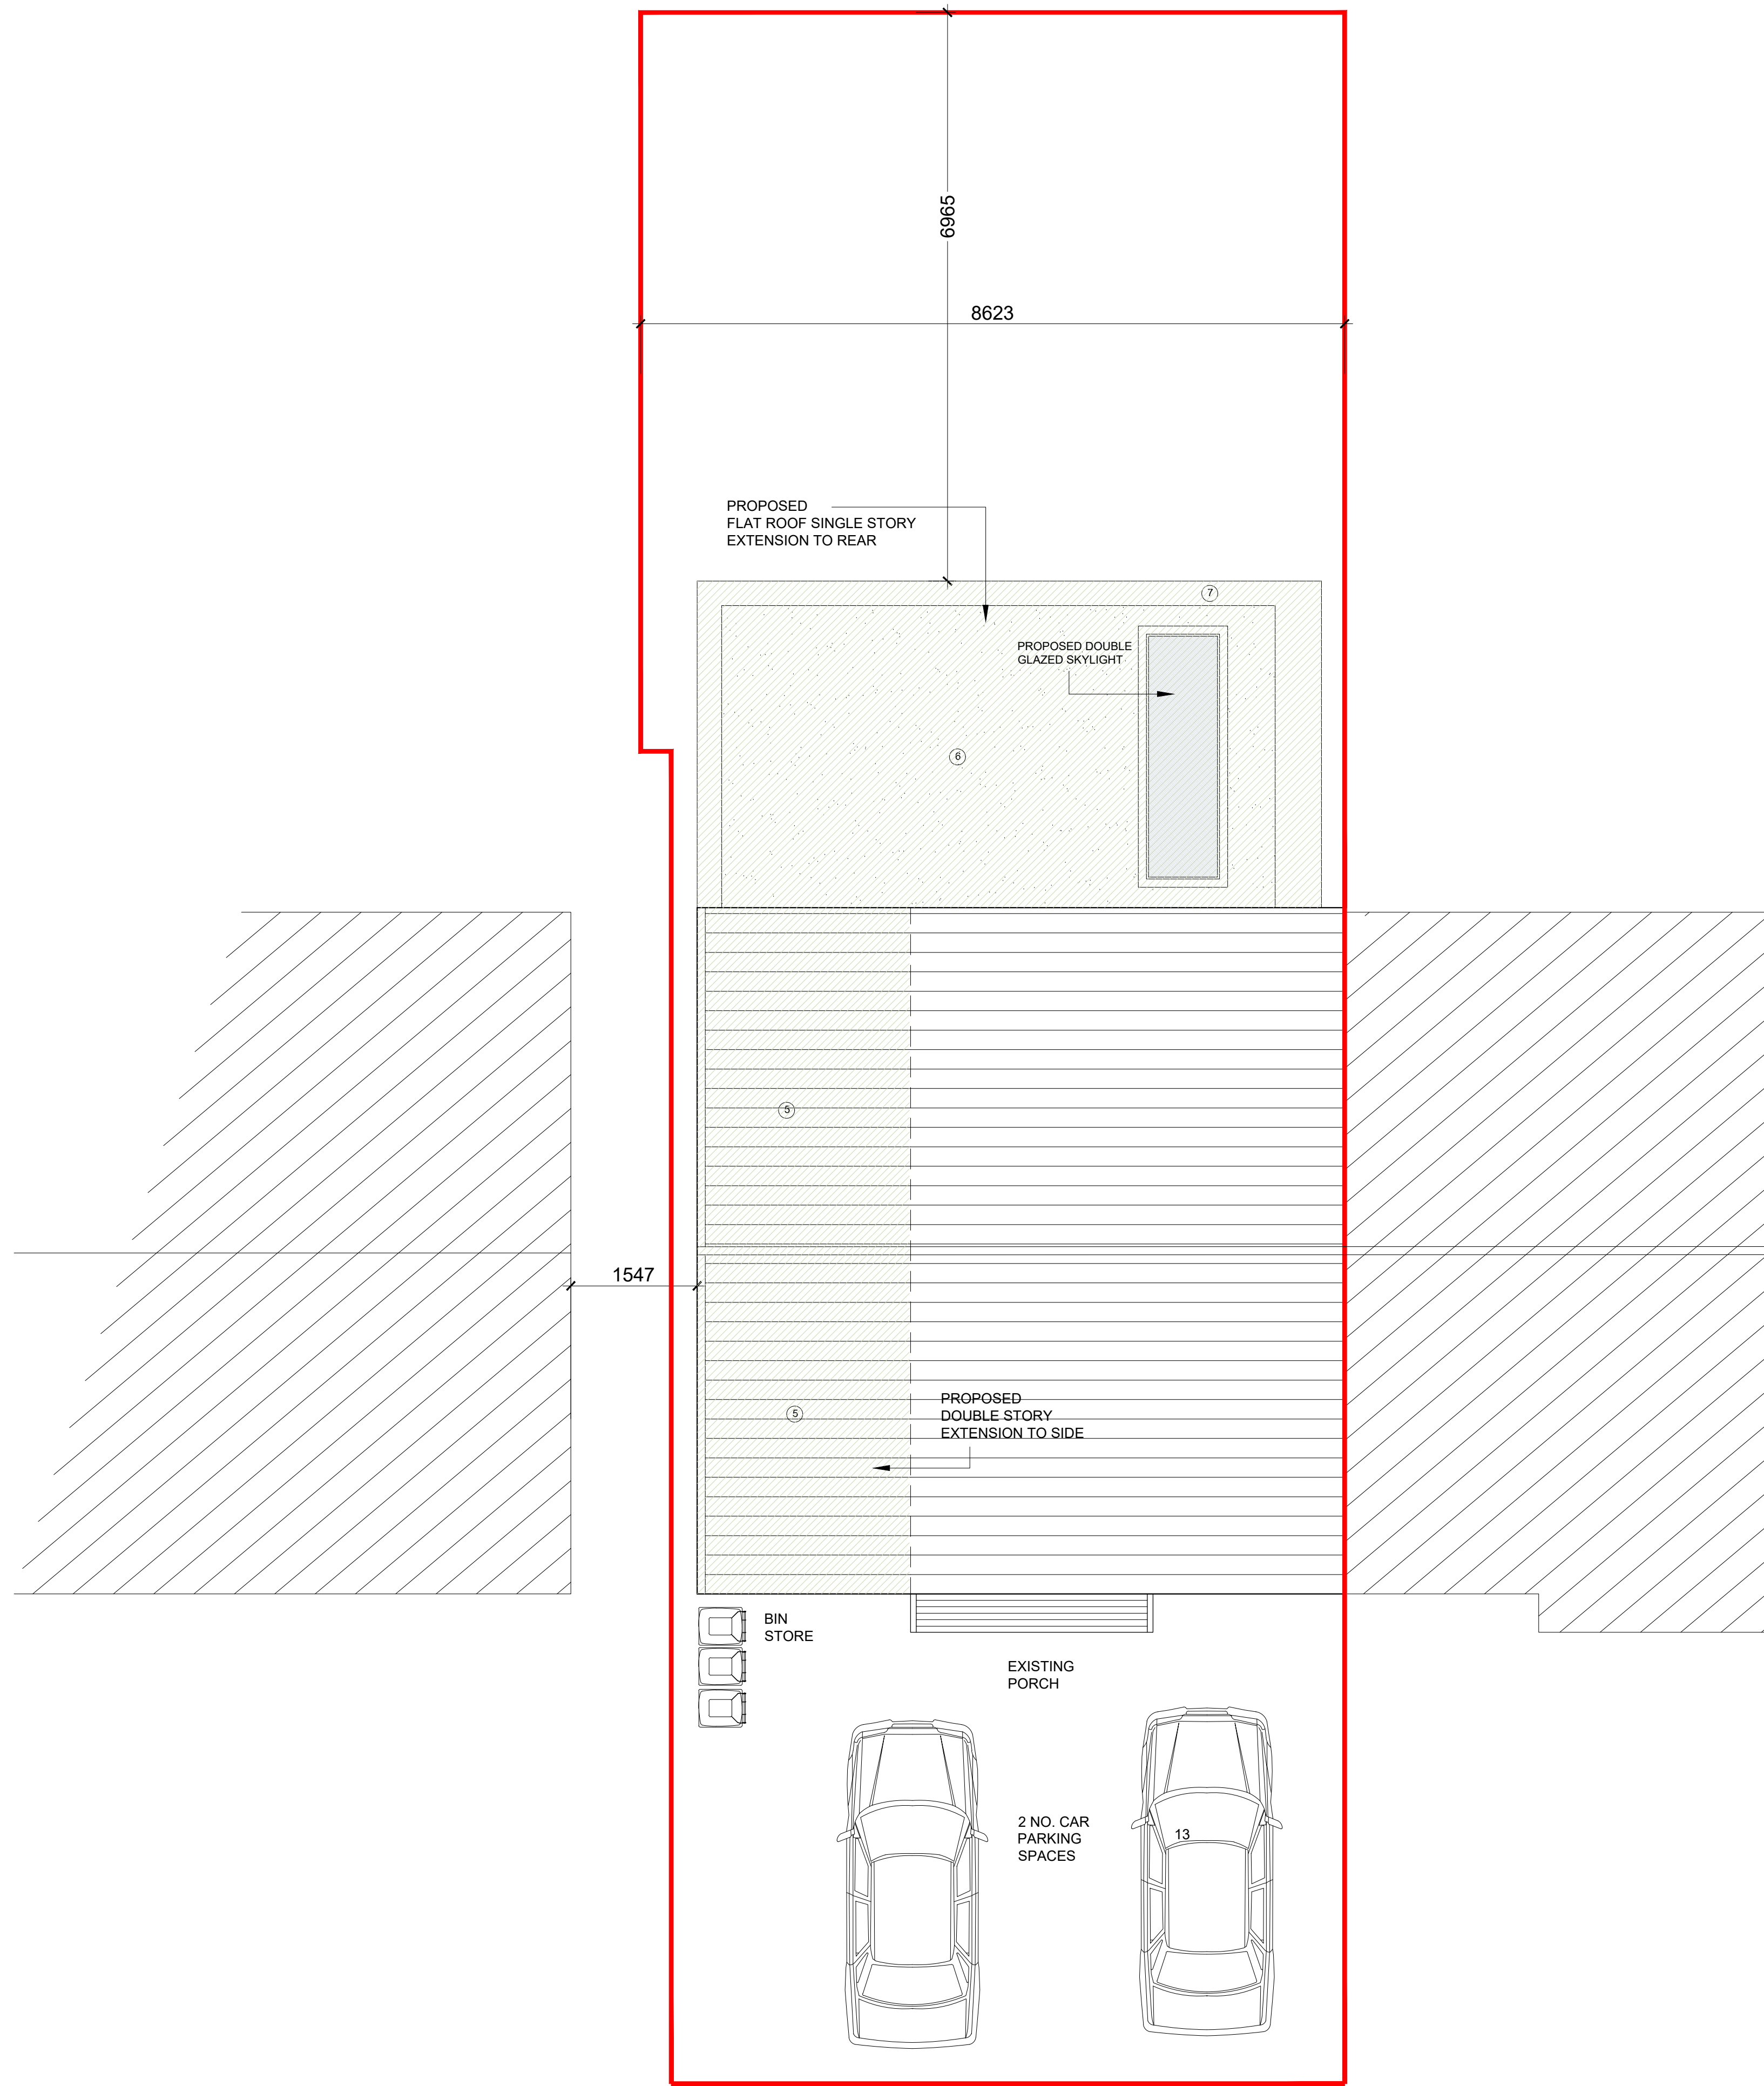 6965
8623
PROPOSED
FLAT ROOF SINGLE STORY
EXTENSION TO REAR
7
PROPOSED DOUBLE
GLAZED SKYLIGHT
6
5
1547
PROPOSED
DOUBLE STORY
EXTENSION TO SIDE
5
BIN
STORE
EXISTING
PORCH
2 NO. CAR
PARKING
SPACES
13